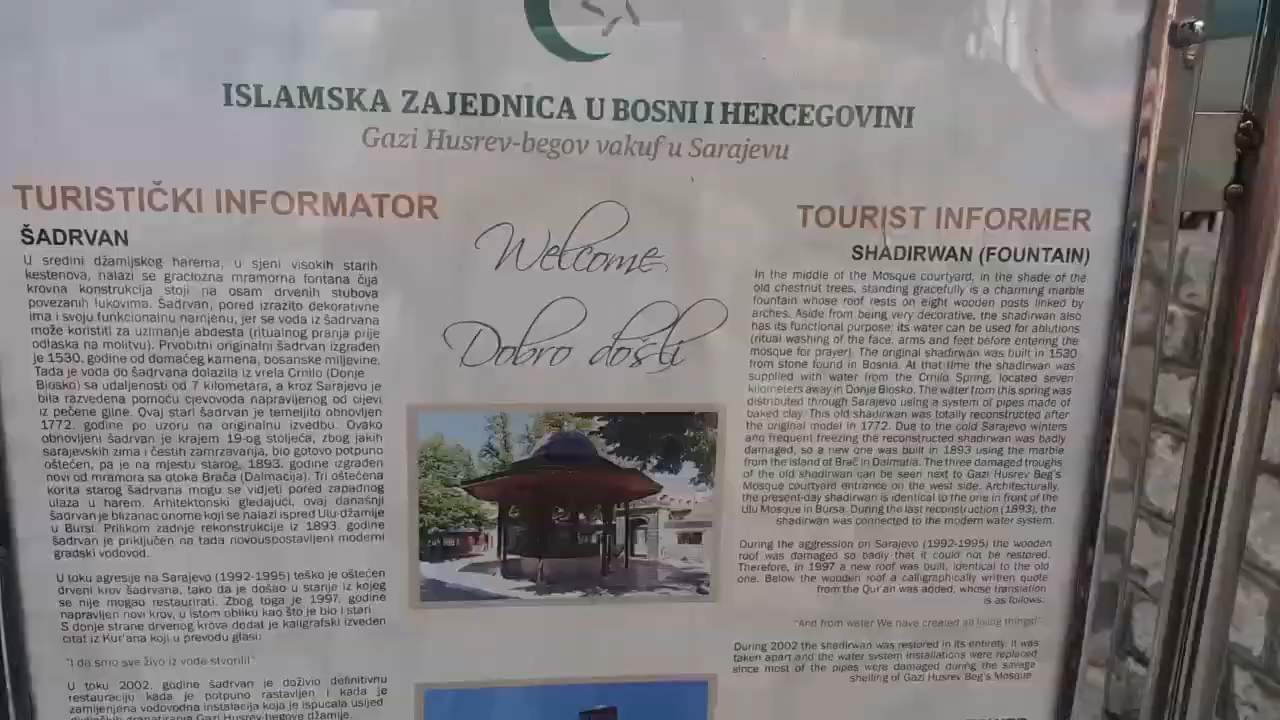 ISLAMSKA ZAJEDNICA U BOSNI I HERCEGOVINI
Gazi Husrev-begov vakuf u Sarajevu
TURISTIČKI INFORMATOR
ŠADRVAN
U sredini džamijskog harema, u sjeni visokih starih
kestenova, nalazi se graciozna mramorna fontana čija
krovna konstrukcija stoji na osam drvenih stubova
povezanih lukovima. Šadrvan, pored izrazito dekorativne
ima i svoju funkcionalnu namjenu, jer se voda iz šadrvana
može koristiti za uzimanje abdesta (ritualnog pranja prije
odlaska na molitvu). Prvobitni originalni šadrvan izgrađen
je 1530. godine od domaćeg kamena, bosanske miljevine.
Tada je voda do šadrvana dolazila iz vrela Crnilo (Donje
Biosko) sa udaljenosti od 7 kilometara, a kroz Sarajevo je
bila razvedena pomoću cjevovoda napravljenog od cijevi
iz pečene gline. Ovaj stari šadrvan je temeljito obnovljen
1772. godine po uzoru na originalnu izvedbu. Ovako
obnovljeni šadrvan je krajem 19-og stoljeća, zbog jakih
sarajevskih zima i čestih zamrzavanja, bio gotovo potpuno
oštećen, pa je na mjestu starog, 1893. godine izgrađen
novi od mramora sa otoka Brača (Dalmacija). Tri oštećena
korita starog šadrvana mogu se vidjeti pored zapadnog
ulaza u harem. Arhitektonski gledajući, ovaj današnji
šadrvan je blizanac onome koji se nalazi ispred Ulu-džamije
u Bursi. Prilikom zadnje rekonstrukcije iz 1893. godine
šadrvan je priključen na tada novouspostavljeni moderni
gradski vodovod.
U toku agresije na Sarajevo (1992-1995) teško je oštećen
drveni krov šadrvana, tako da je došao u stanje iz kojeg
se nije mogao restaurirati. Zbog toga je 1997. godine
napravljen novi krov, u istom obliku kao što je bio i stari.
S donje strane drvenog krova dodat je kaligrafski izveden
citat iz Kur'ana koji u prevodu glasi:
"I da smo sve živo iz vode stvorili!"
U toku 2002. godine šadrvan je doživio definitivnu
restauraciju kada je potpuno rastavljen i kada je
zamijenjena vodovodna instalacija koja je ispucala usljed
granatiranja Gazi Husrev-begove džamije.
Welcome
Dobro došli
TOURIST INFORMER
SHADIRWAN (FOUNTAIN)
In the middle of the Mosque courtyard, in the shade of the
old chestnut trees, standing gracefully is a charming marble
fountain whose roof rests on eight wooden posts linked by
arches. Aside from being very decorative, the shadirwan also
has its functional purpose; its water can be used for ablutions
(ritual washing of the face, arms and feet before entering the
mosque for prayer). The original shadirwan was built in 1530
from stone found in Bosnia. At that time the shadirwan was
supplied with water from the Crnilo Spring, located seven
kilometers away in Donje Biosko. The water from this spring was
distributed through Sarajevo using a system of pipes made of
baked clay. This old shadirwan was totally reconstructed after
the original model in 1772. Due to the cold Sarajevo winters
and frequent freezing the reconstructed shadirwan was badly
damaged, so a new one was built in 1893 using the marble
from the island of Brač in Dalmatia. The three damaged troughs
of the old shadirwan can be seen next to Gazi Husrev Beg's
Mosque courtyard entrance on the west side. Architecturally,
the present-day shadirwan is identical to the one in front of the
Ulu Mosque in Bursa. During the last reconstruction (1893), the
shadirwan was connected to the modern water system.
During the aggression on Sarajevo (1992-1995) the wooden
roof was damaged so badly that it could not be restored.
Therefore, in 1997 a new roof was built, identical to the old
one. Below the wooden roof a calligraphically written quote
from the Qur'an was added, whose translation
is as follows:
"And from water We have created all living things!"
During 2002 the shadirwan was restored in its entirety. It was
taken apart and the water system installations were replaced,
since most of the pipes were damaged during the savage
shelling of Gazi Husrev Beg's Mosque.